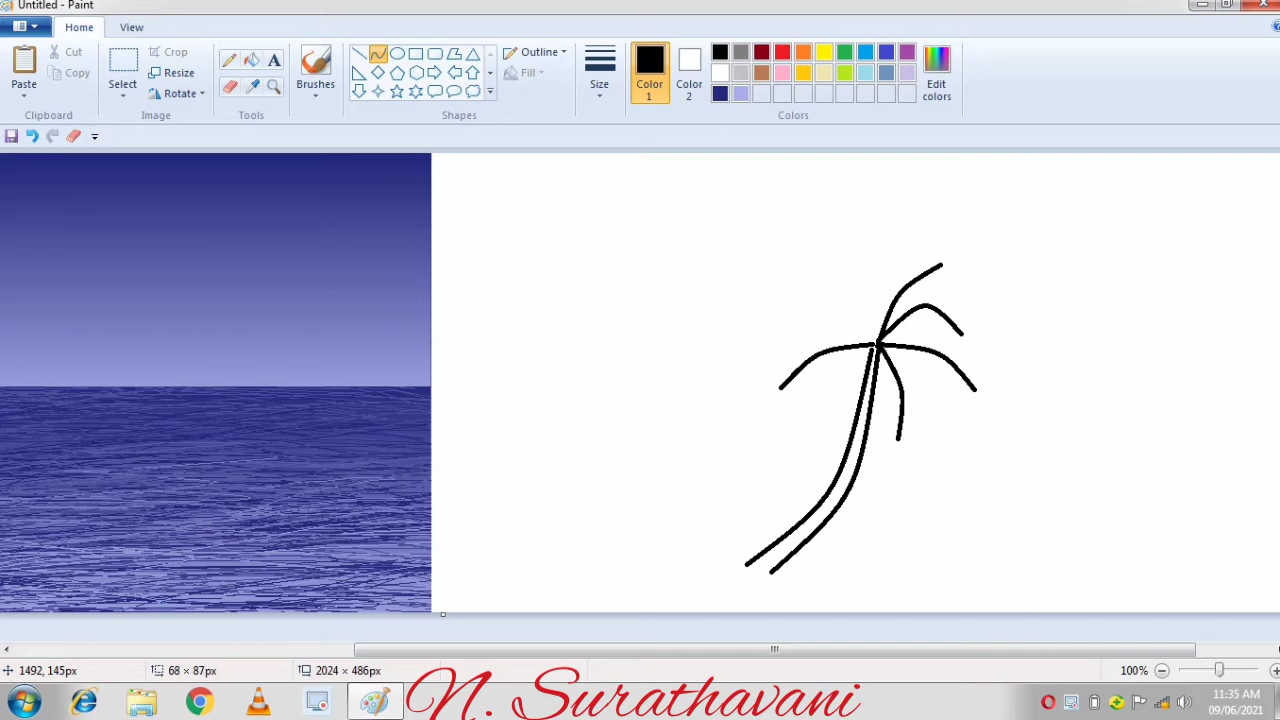 Untitled - Paint
Home View
Paste
Cut
Copy
Clipboard
Select
Crop
Resize
Rotate
Image
A
Tools
Brushes
Shapes
Outline
Fill
Size
Color 1
Color 2
Edit colors
Colors
1492, 145px 68 × 87px 2024 × 486px 100%
N. Surathavani
11:35 AM
09/06/2021